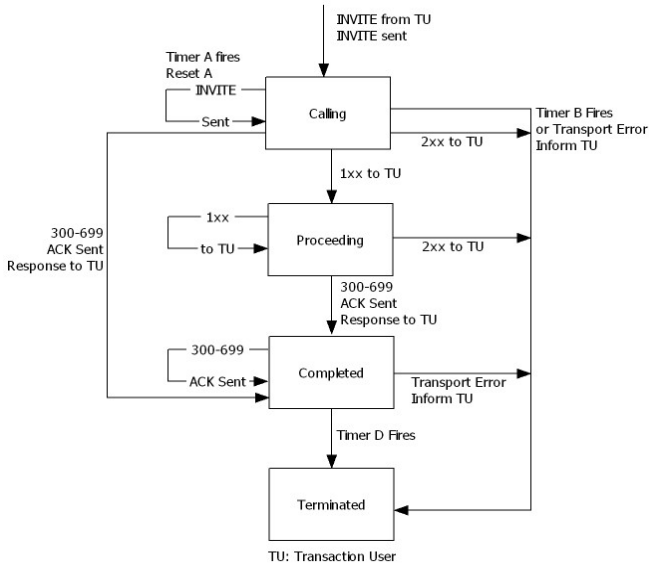 INVITE from TU
INVITE sent
Timer A fires
Reset A
INVITE
Sent
Calling
Timer B Fires
or Transport Error
Inform TU
2xx to TU
1xx to TU
300-699
ACK Sent
Response to TU
1xx
to TU
Proceeding
2xx to TU
300-699
ACK Sent
Response to TU
300-699
ACK Sent
Completed
Transport Error
Inform TU
Timer D Fires
Terminated
TU: Transaction User